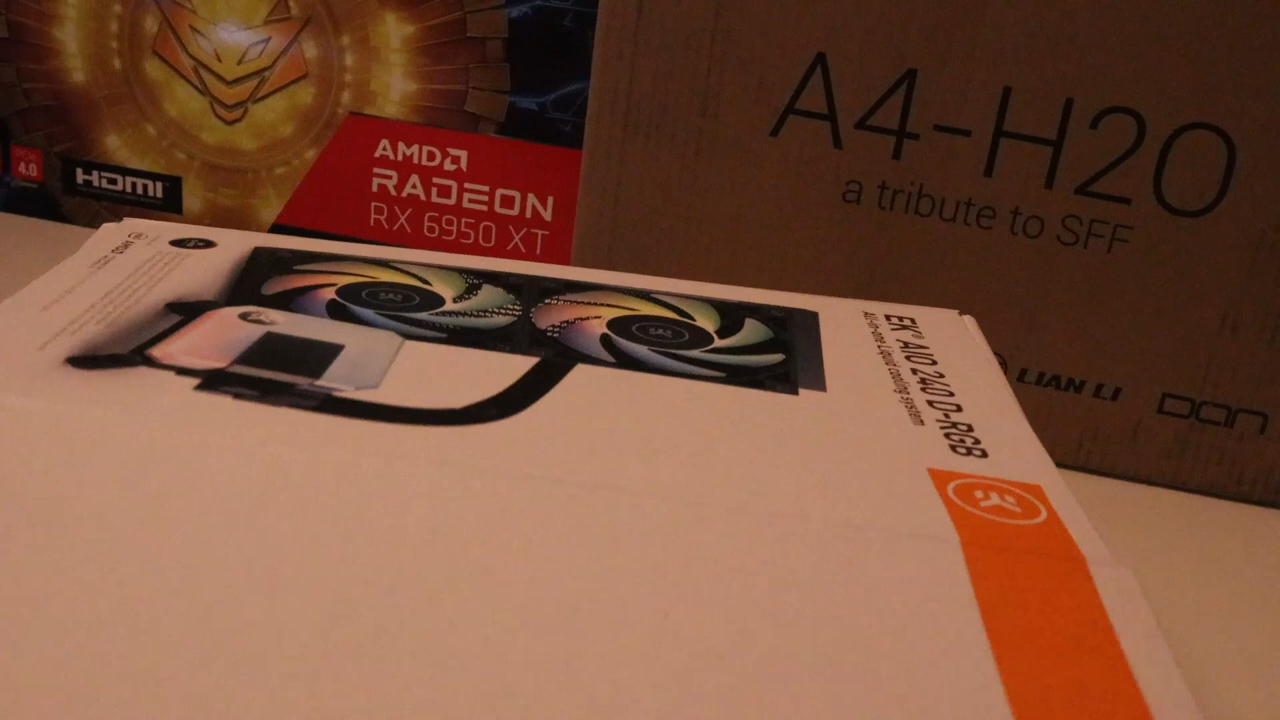 PCIe
4.0
HDMI
AMD
RADEON
RX 6950 XT
A4-H2O
a tribute to SFF
LIAN LI
DAN
EK® AIO 240 D-RGB
All-in-one Liquid cooling system